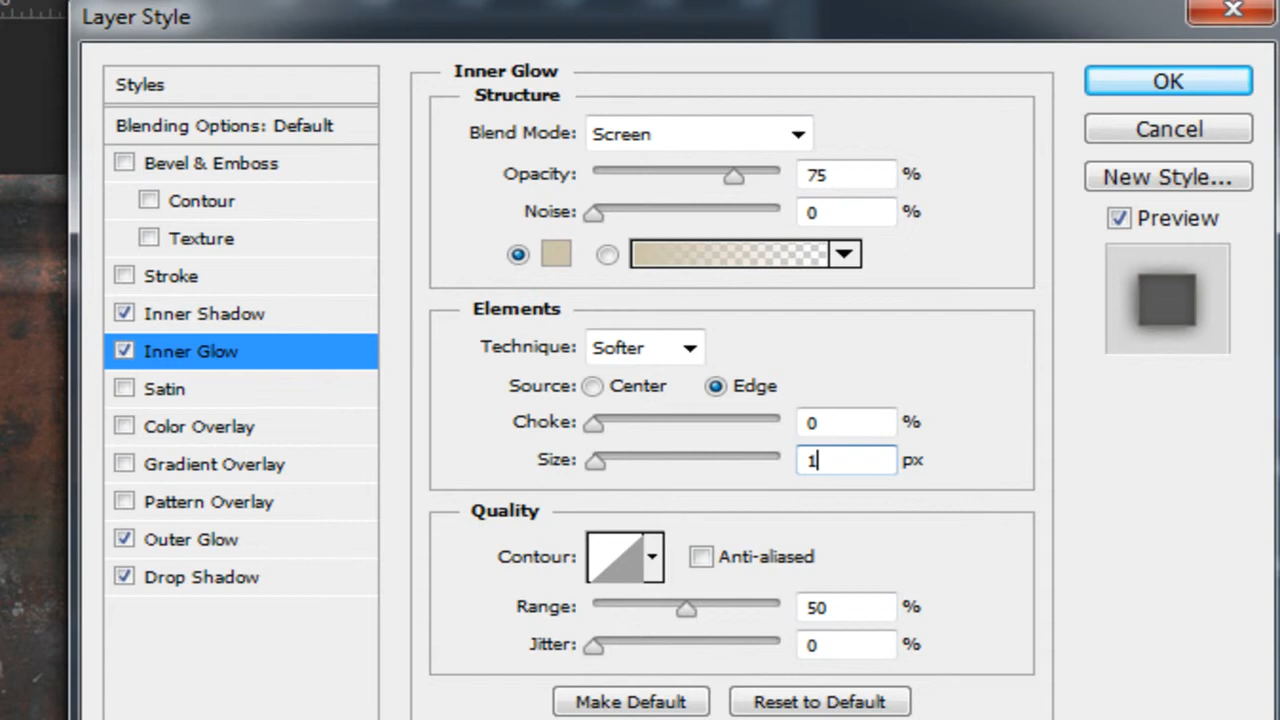 Layer Style
Styles
Blending Options: Default
Bevel & Emboss
Contour
Texture
Stroke
Inner Shadow
Inner Glow
Satin
Color Overlay
Gradient Overlay
Pattern Overlay
Outer Glow
Drop Shadow
Inner Glow
Structure
Blend Mode: Screen
Opacity: 75 %
Noise: 0 %
Elements
Technique: Softer
Source: Center Edge
Choke: 0 %
Size: 1 px
Quality
Contour: Anti-aliased
Range: 50 %
Jitter: 0 %
Make Default Reset to Default
OK
Cancel
New Style...
Preview